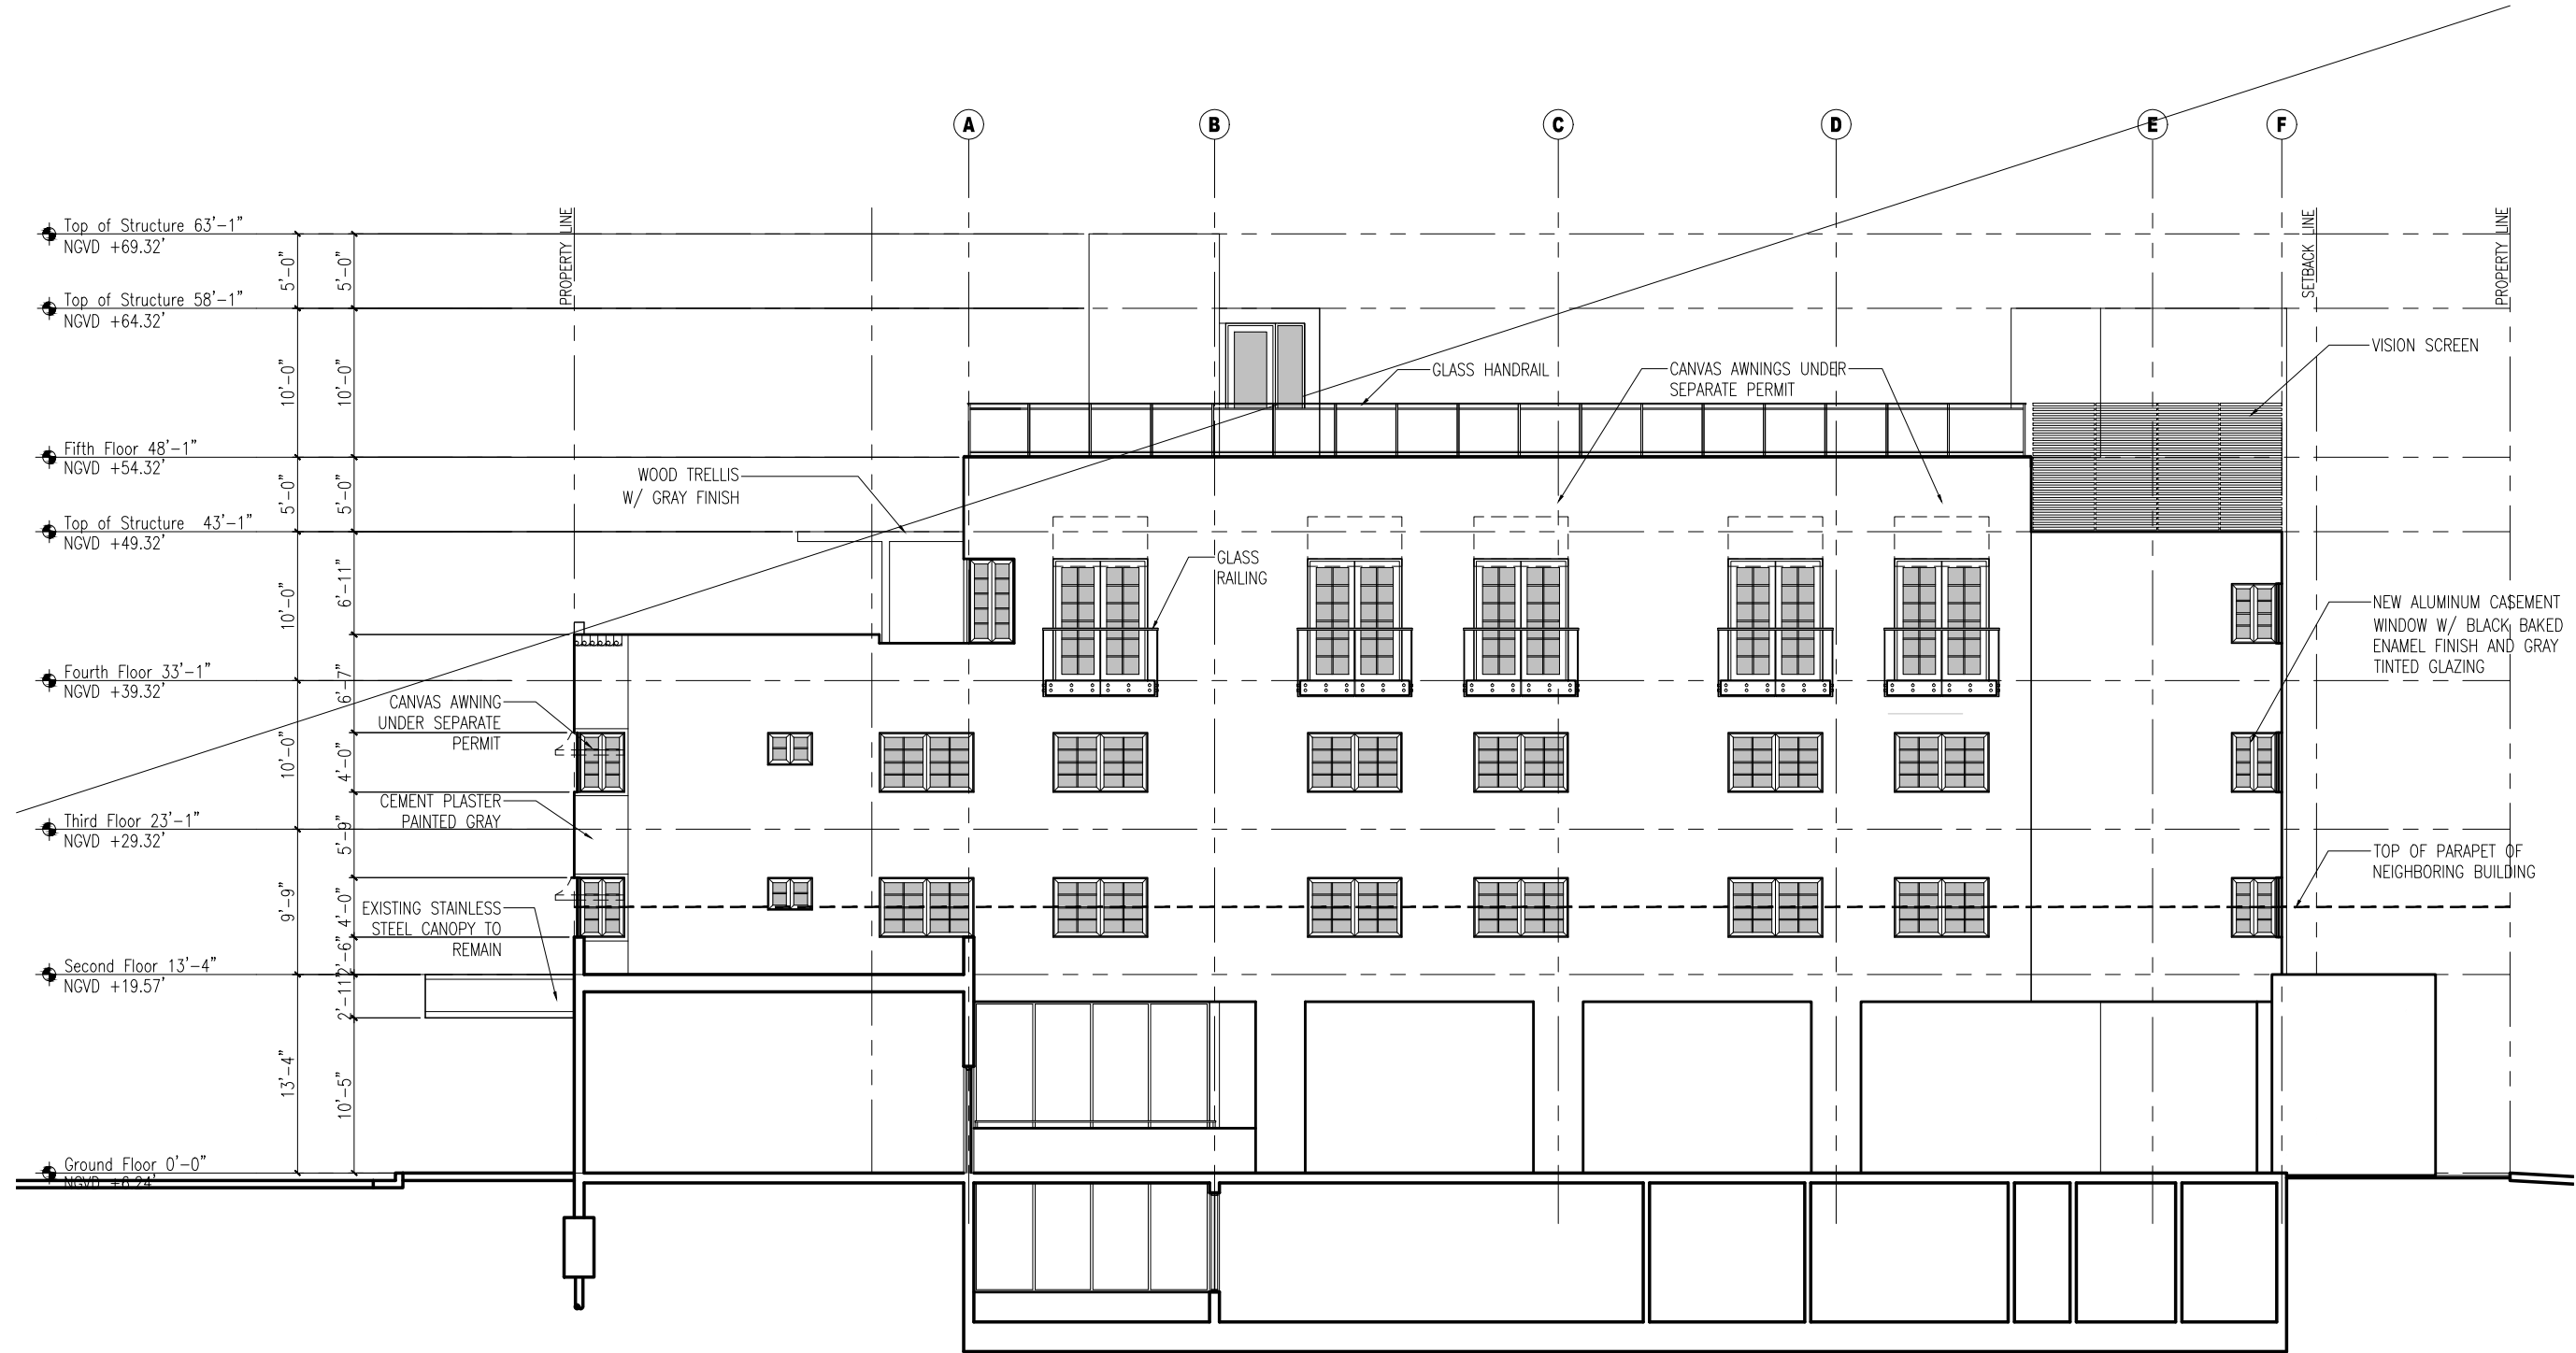 A
B
C
D
E
F
PROPERTY LINE
SETBACK LINE
PROPERTY LINE
Top of Structure 63'-1"
NGVD +69.32'
5'-0"
5'-0"
Top of Structure 58'-1"
NGVD +64.32'
10'-0"
10'-0"
GLASS HANDRAIL
CANVAS AWNINGS UNDER
SEPARATE PERMIT
VISION SCREEN
Fifth Floor 48'-1"
NGVD +54.32'
5'-0"
5'-0"
WOOD TRELLIS
W/ GRAY FINISH
Top of Structure 43'-1"
NGVD +49.32'
10'-0"
6'-11"
GLASS
RAILING
NEW ALUMINUM CASEMENT
WINDOW W/ BLACK BAKED
ENAMEL FINISH AND GRAY
TINTED GLAZING
Fourth Floor 33'-1"
NGVD +39.32'
6'-7"
CANVAS AWNING
UNDER SEPARATE
PERMIT
10'-0"
4'-0"
CEMENT PLASTER
PAINTED GRAY
Third Floor 23'-1"
NGVD +29.32'
5'-9"
TOP OF PARAPET OF
NEIGHBORING BUILDING
9'-9"
4'-0"
EXISTING STAINLESS
STEEL CANOPY TO
REMAIN
2'-6"
Second Floor 13'-4"
NGVD +19.57'
2'-11"
13'-4"
10'-5"
Ground Floor 0'-0"
NGVD +6.24'